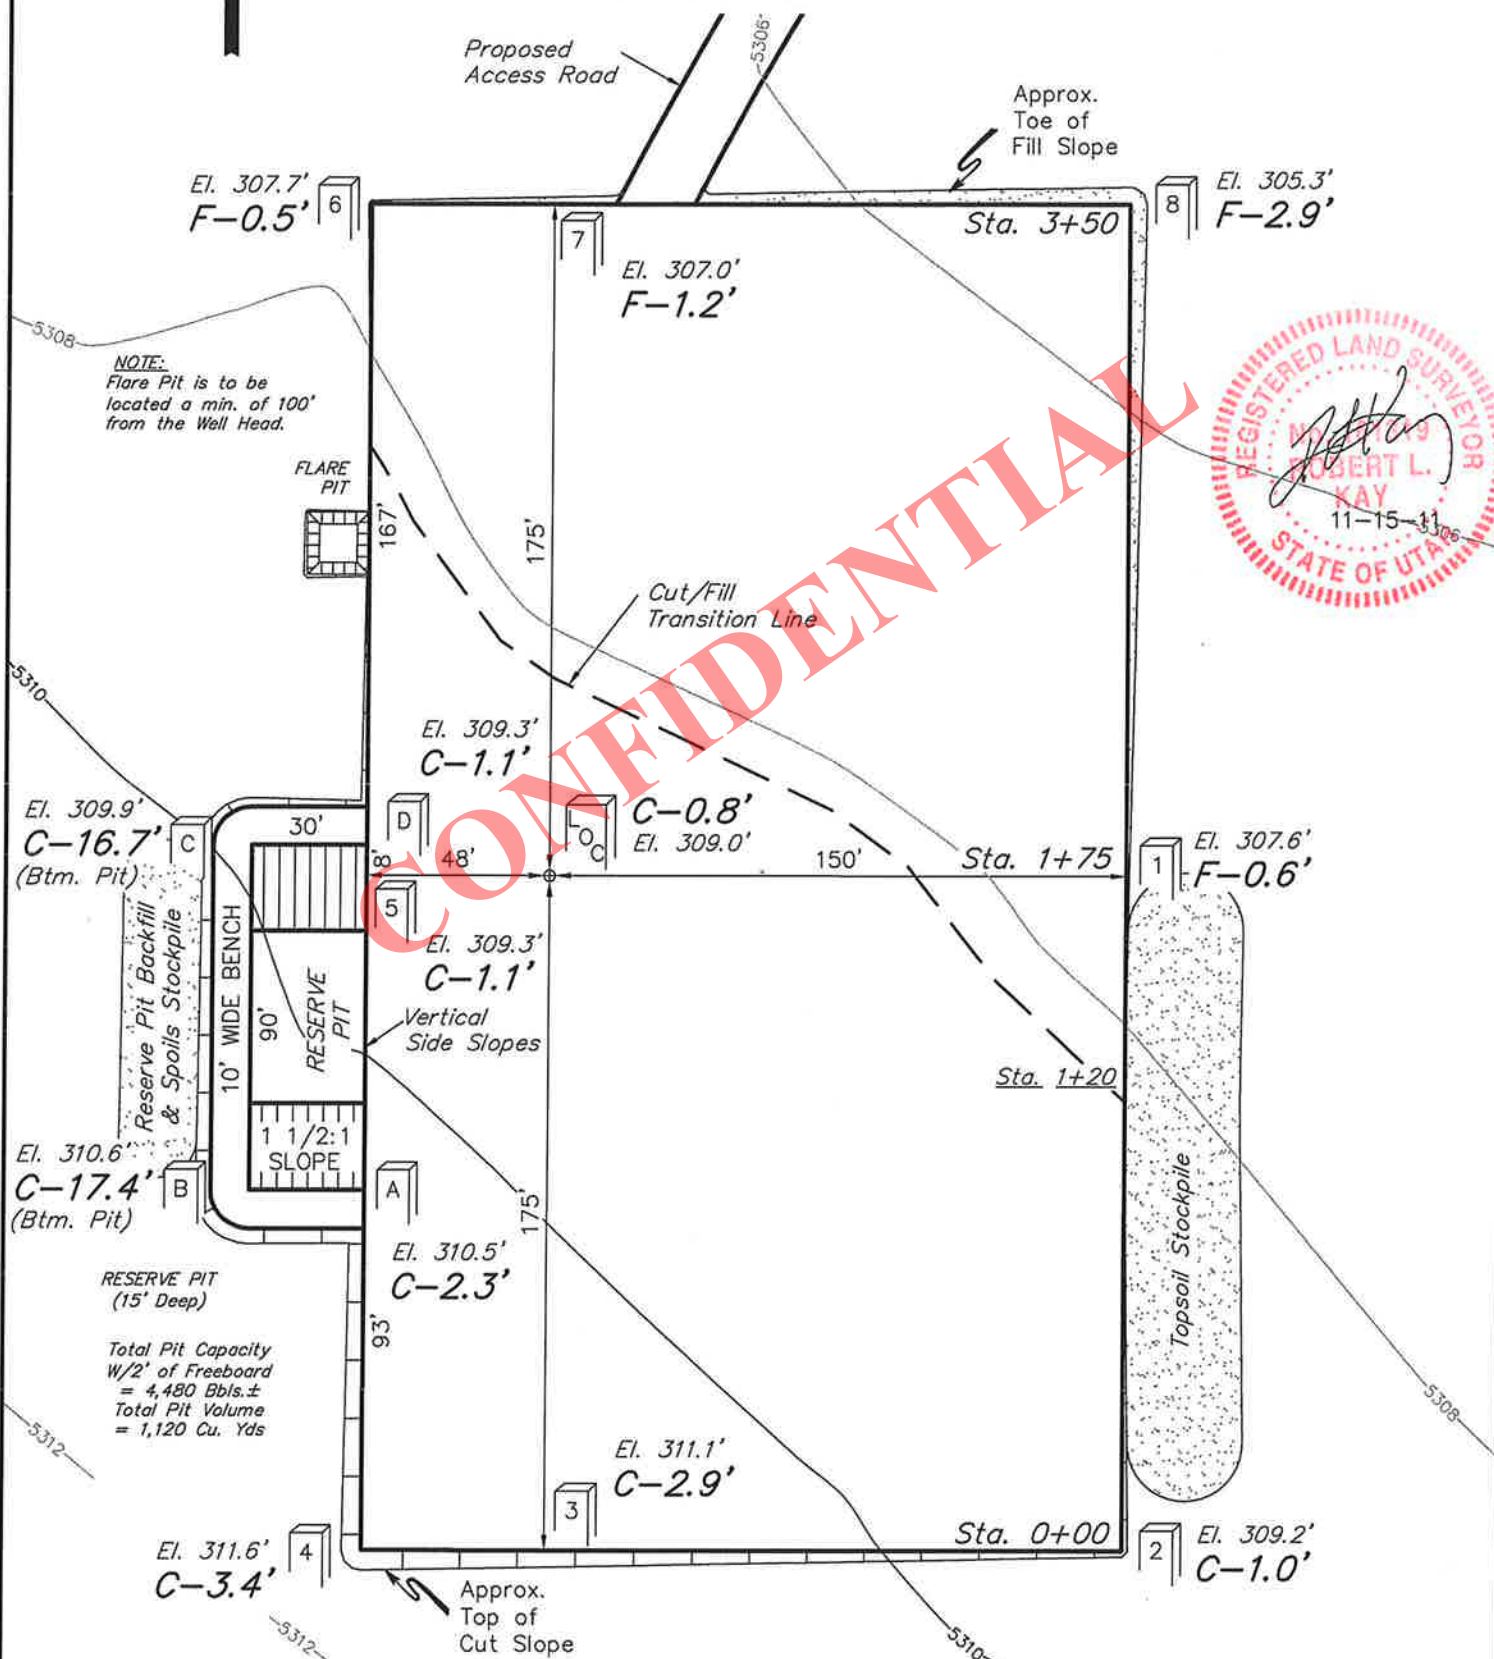 5306
Proposed
Access Road
Approx.
Toe of
Fill Slope
El. 307.7'
F-0.5'
6
7
El. 307.0'
F-1.2'
Sta. 3+50
8
El. 305.3'
F-2.9'
5308
NOTE:
Flare Pit is to be
located a min. of 100'
from the Well Head.
FLARE
PIT
167'
175'
REGISTERED LAND SURVEYOR
ROBERT L.
KAY
11-15-11
STATE OF UTAH
5306
CONFIDENTIAL
Cut/Fill
Transition Line
5310
El. 309.3'
C-1.1'
D
El. 309.9'
C-16.7'
(Btm. Pit)
C
30'
8'
48'
LOC
C-0.8'
El. 309.0'
150'
Sta. 1+75
1
El. 307.6'
F-0.6'
5
El. 309.3'
C-1.1'
Reserve Pit Backfill
& Spoils Stockpile
10' WIDE BENCH
90'
RESERVE
PIT
Vertical
Side Slopes
Sta. 1+20
1 1/2:1
SLOPE
El. 310.6'
C-17.4'
(Btm. Pit)
B
A
El. 310.5'
C-2.3'
175'
Topsoil Stockpile
RESERVE PIT
(15' Deep)
Total Pit Capacity
W/2' of Freeboard
= 4,480 Bbls.±
Total Pit Volume
= 1,120 Cu. Yds
93'
5312
5308
El. 311.1'
C-2.9'
3
El. 311.6'
C-3.4'
4
Sta. 0+00
2
El. 309.2'
C-1.0'
Approx.
Top of
Cut Slope
5312
5310